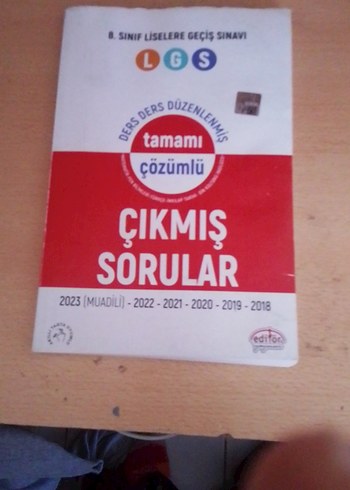 8. SINIF LİSELERE GEÇİŞ SINAVI
LGS
DERS DERS DÜZENLENMİŞ
tamamı
çözümlü
ÇIKMIŞ
SORULAR
2023 (MUADİLİ) - 2022 - 2021 - 2020 - 2019 - 2018
editör